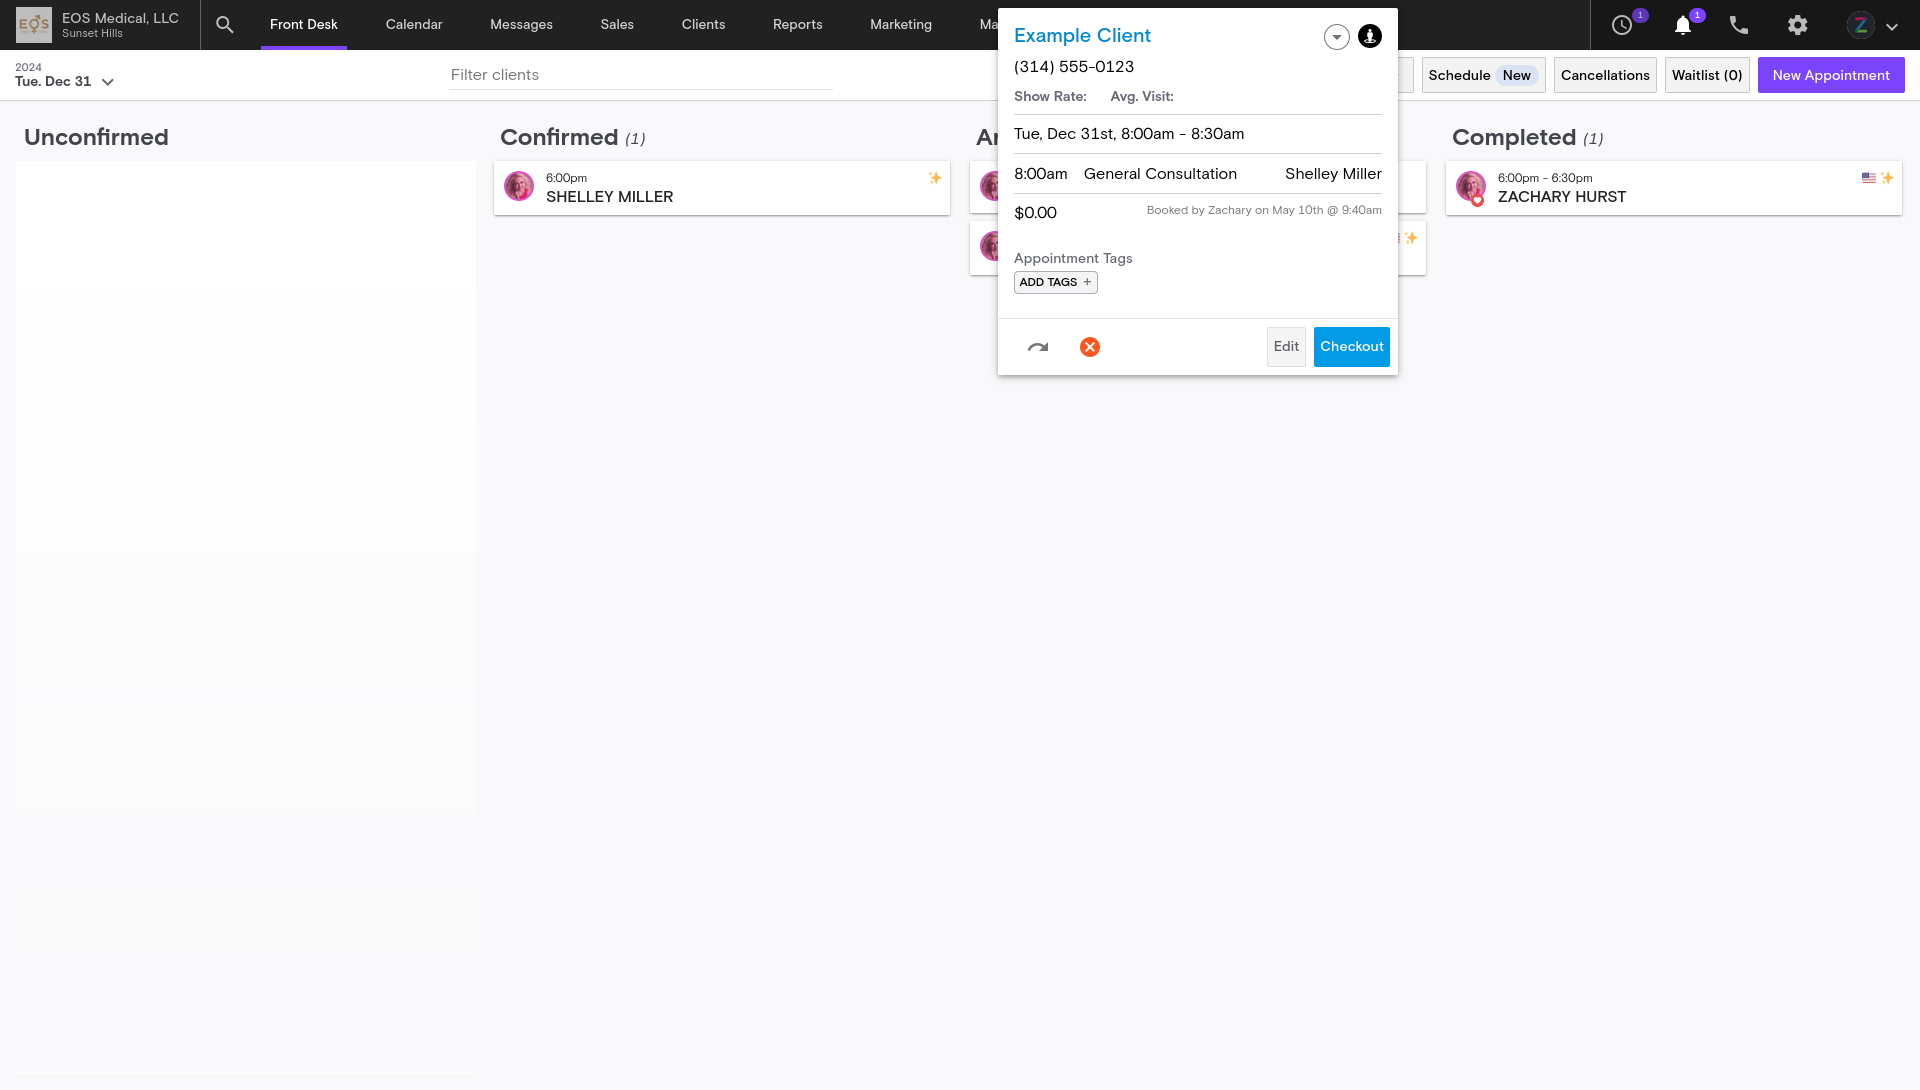 EOS
EOS Medical, LLC
Sunset Hills
Front Desk
Calendar
Messages
Sales
Clients
Reports
Marketing
1
1
Z
2024
Tue. Dec 31
Filter clients
Schedule New
Cancellations
Waitlist (0)
New Appointment
Unconfirmed
Confirmed (1)
6:00pm
SHELLEY MILLER
Example Client
(314) 555-0123
Show Rate: Avg. Visit:
Tue, Dec 31st, 8:00am - 8:30am
8:00am General Consultation Shelley Miller
$0.00 Booked by Zachary on May 10th @ 9:40am
Appointment Tags
ADD TAGS +
Edit
Checkout
Completed (1)
6:00pm - 6:30pm
ZACHARY HURST